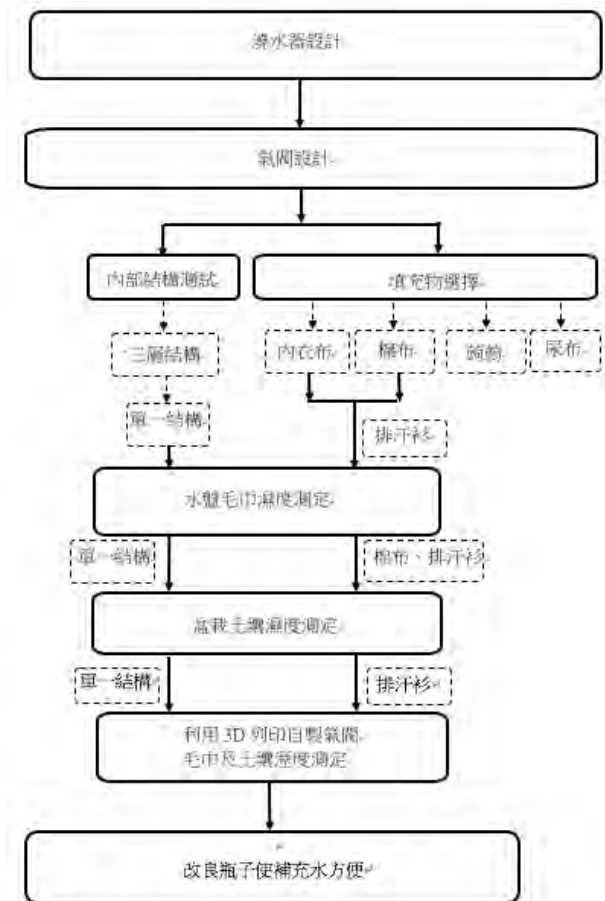 澆水器設計
氣閥設計
內部結構測試
填充物選擇
三層結構
內衣布
棉布
蒟蒻
尿布
單一結構
排汗衫
水盤毛巾濕度測定
單一結構
棉布、排汗衫
盆栽土壤濕度測定
單一結構
排汗衫
利用 3D 列印自製氣閥
毛巾及土壤溼度測定
改良瓶子使補充水方便